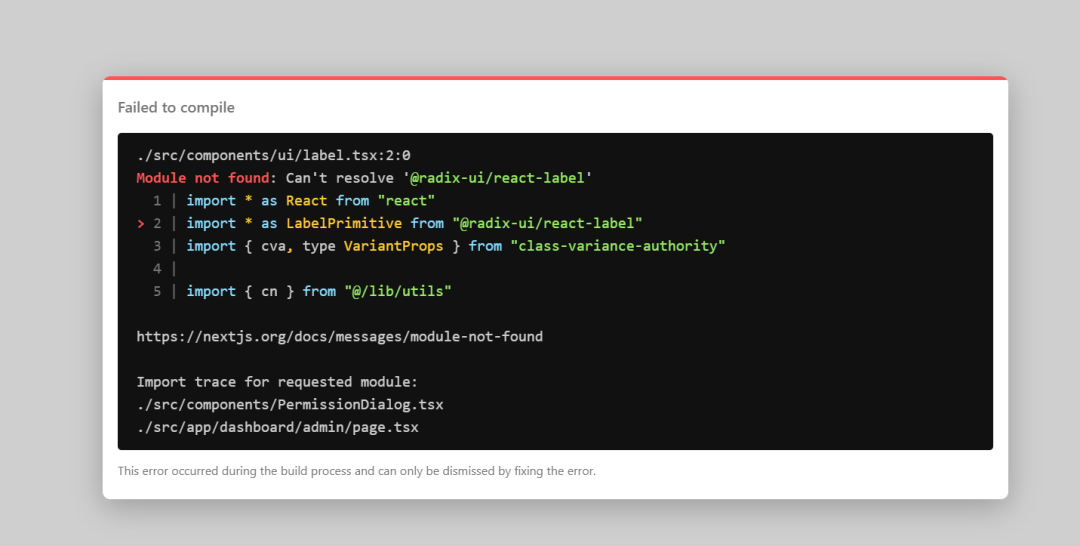 Failed to compile
./src/components/ui/label.tsx:2:0
Module not found: Can't resolve '@radix-ui/react-label'
  1 | import * as React from "react"
> 2 | import * as LabelPrimitive from "@radix-ui/react-label"
  3 | import { cva, type VariantProps } from "class-variance-authority"
  4 |
  5 | import { cn } from "@/lib/utils"
https://nextjs.org/docs/messages/module-not-found
Import trace for requested module:
./src/components/PermissionDialog.tsx
./src/app/dashboard/admin/page.tsx
This error occurred during the build process and can only be dismissed by fixing the error.